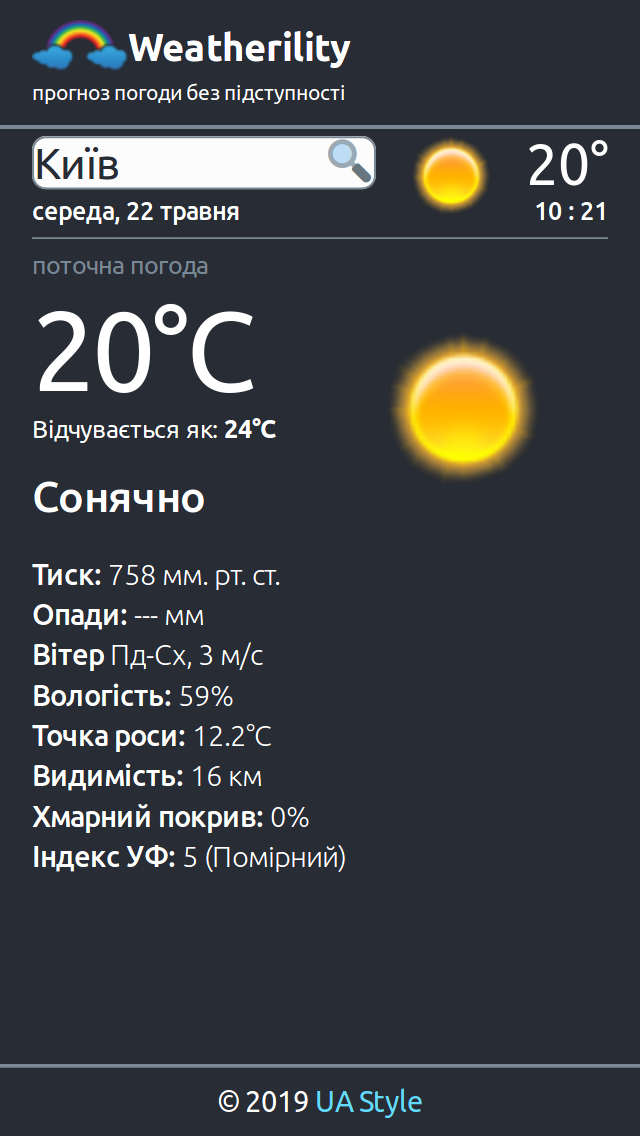 Weatherility
прогноз погоди без підступності
Київ
20°
середа, 22 травня
10 : 21
поточна погода
20°C
Відчувається як: 24°C
Сонячно
Тиск: 758 мм. рт. ст.
Опади: --- мм
Вітер Пд-Сх, 3 м/с
Вологість: 59%
Точка роси: 12.2°C
Видимість: 16 км
Хмарний покрив: 0%
Індекс УФ: 5 (Помірний)
© 2019 UA Style